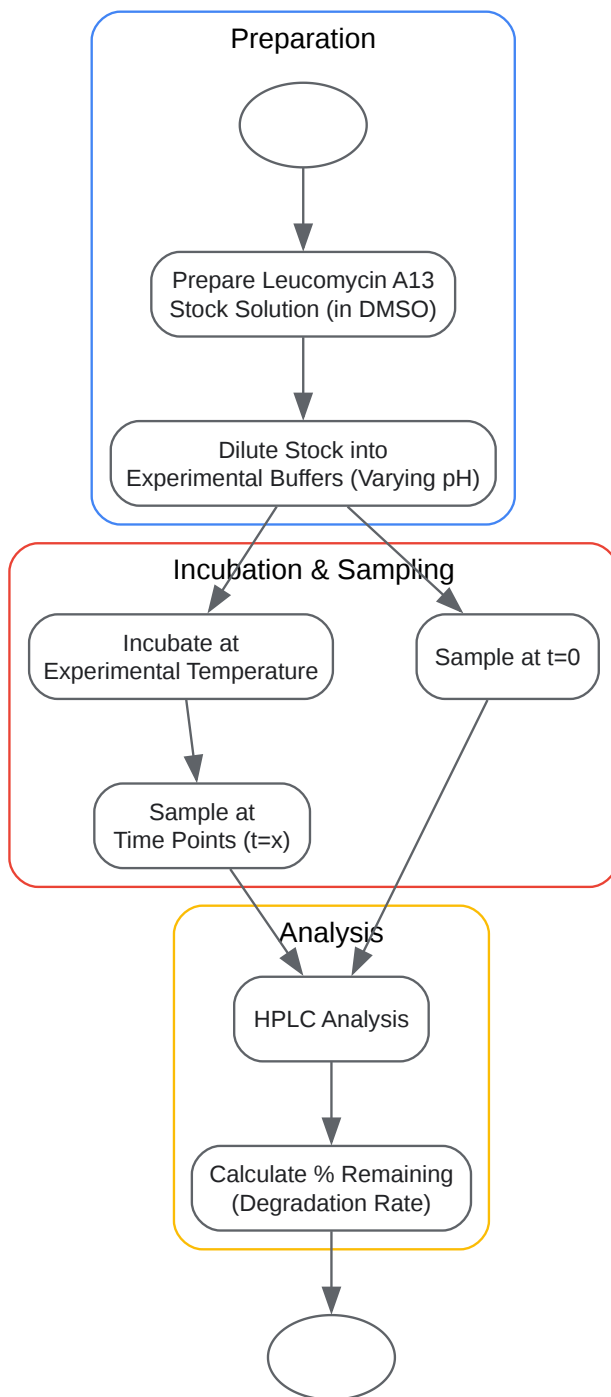 Preparation
Prepare Leucomycin A13
Stock Solution (in DMSO)
Dilute Stock into
Experimental Buffers (Varying pH)
Incubation & Sampling
Incubate at
Experimental Temperature
Sample at t=0
Sample at
Time Points (t=x)
Analysis
HPLC Analysis
Calculate % Remaining
(Degradation Rate)